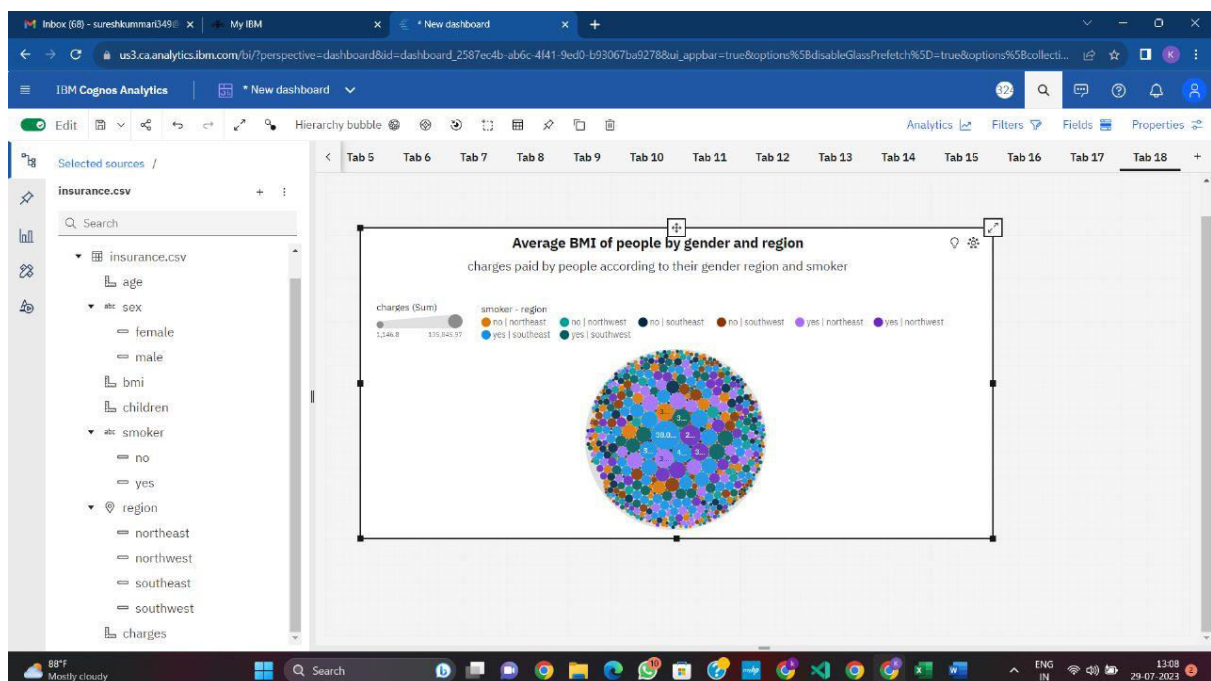 Inbox (68) - sureshkummari349
My IBM
* New dashboard
us3.ca.analytics.ibm.com/bi/?perspective=dashboard&id=dashboard_2587ec4b-ab6c-4f41-9ed0-b93067ba9278&ui_appbar=true&options%5BdisableGlassPrefetch%5D=true&options%5Bcollecti...
K
IBM Cognos Analytics
* New dashboard
Edit
Hierarchy bubble
Analytics
Filters
Fields
Properties
Selected sources /
Tab 5 Tab 6 Tab 7 Tab 8 Tab 9 Tab 10 Tab 11 Tab 12 Tab 13 Tab 14 Tab 15 Tab 16 Tab 17 Tab 18
insurance.csv
Search
insurance.csv
age
abc sex
female
male
bmi
children
abc smoker
no
yes
region
northeast
northwest
southeast
southwest
charges
Average BMI of people by gender and region
charges paid by people according to their gender region and smoker
charges (Sum)
1,146.8
smoker - region
no | northeast no | northwest no | southeast no | southwest yes | northeast yes | northwest
yes | southeast yes | southwest
88°F
Mostly cloudy
Search
ENG
IN
13:08
29-07-2023